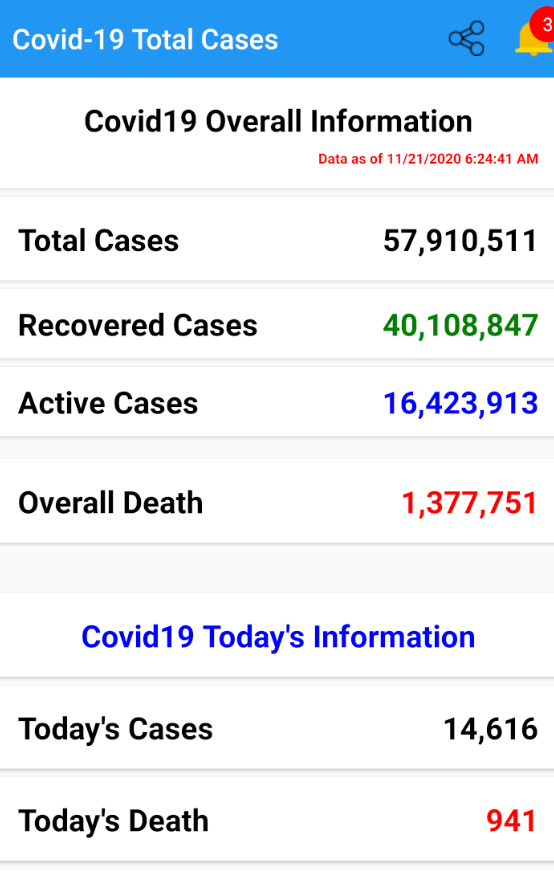 Covid-19 Total Cases
3
Covid19 Overall Information
Data as of 11/21/2020 6:24:41 AM
Total Cases 57,910,511
Recovered Cases 40,108,847
Active Cases 16,423,913
Overall Death 1,377,751
Covid19 Today's Information
Today's Cases 14,616
Today's Death 941